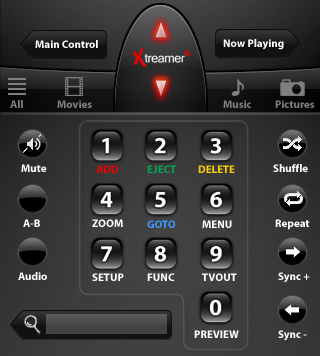 Main Control
Xtreamer
Now Playing
All
Movies
Music
Pictures
1
2
3
Mute
ADD
EJECT
DELETE
Shuffle
4
5
6
A-B
ZOOM
GOTO
MENU
Repeat
7
8
9
Audio
SETUP
FUNC
TVOUT
Sync +
0
PREVIEW
Sync -